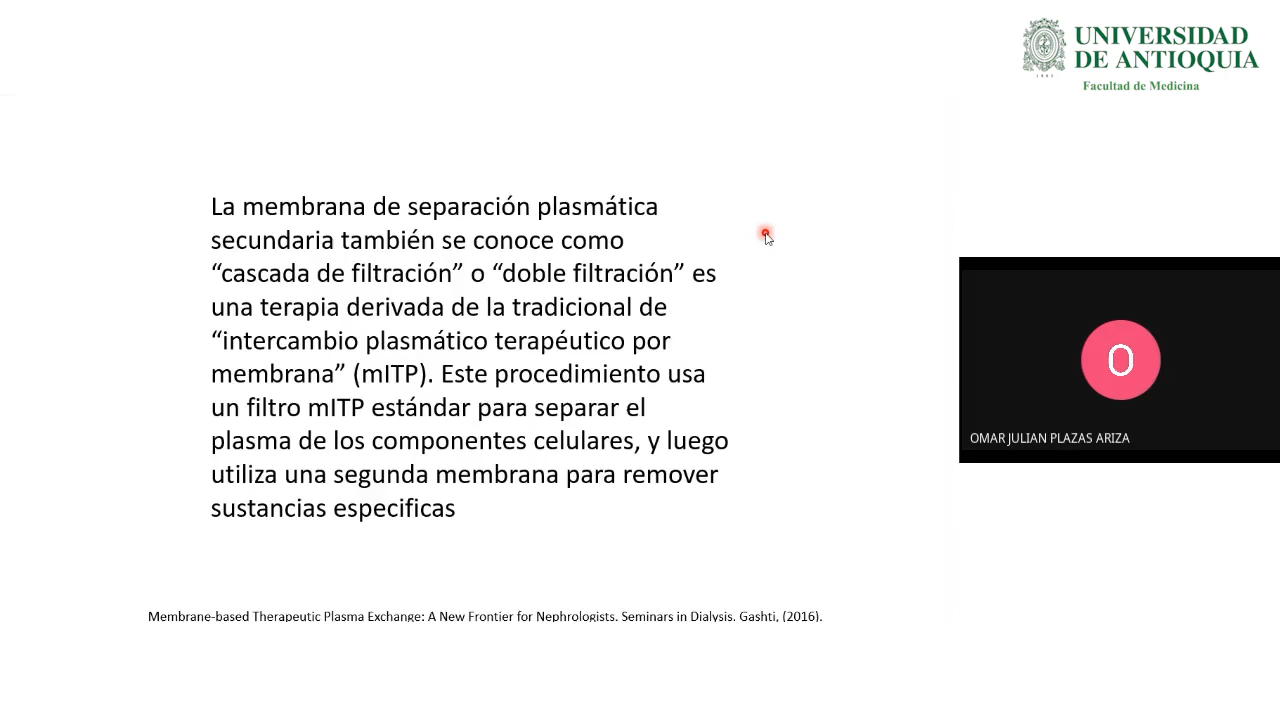 UNIVERSIDAD
DE ANTIOQUIA
1803
Facultad de Medicina
La membrana de separación plasmática
secundaria también se conoce como
“cascada de filtración” o “doble filtración” es
una terapia derivada de la tradicional de
“intercambio plasmático terapéutico por
membrana” (mITP). Este procedimiento usa
un filtro mITP estándar para separar el
plasma de los componentes celulares, y luego
utiliza una segunda membrana para remover
sustancias especificas
O
OMAR JULIAN PLAZAS ARIZA
Membrane-based Therapeutic Plasma Exchange: A New Frontier for Nephrologists. Seminars in Dialysis. Gashti, (2016).